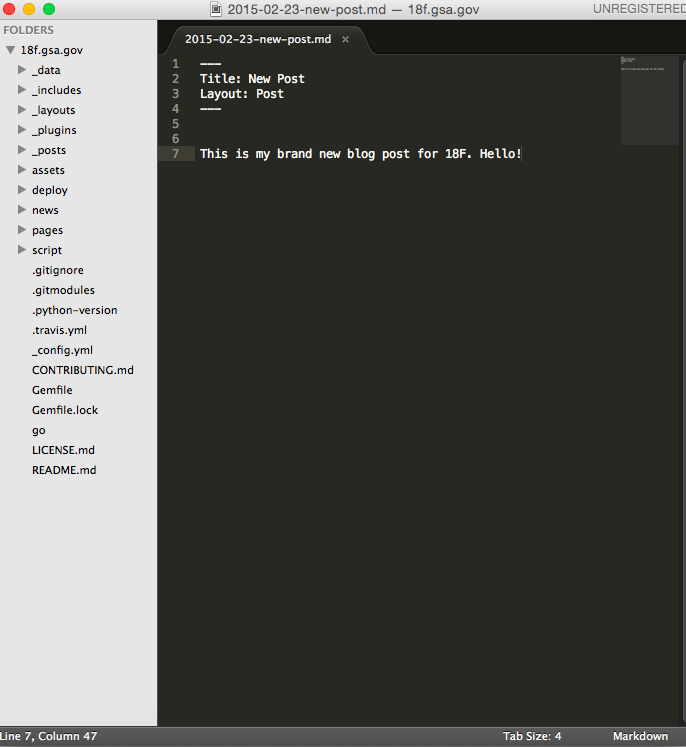 2015-02-23-new-post.md — 18f.gsa.gov
UNREGISTERED
FOLDERS
18f.gsa.gov
_data
_includes
_layouts
_plugins
_posts
assets
deploy
news
pages
script
.gitignore
.gitmodules
.python-version
.travis.yml
_config.yml
CONTRIBUTING.md
Gemfile
Gemfile.lock
go
LICENSE.md
README.md
2015-02-23-new-post.md ×
1 ---
2 Title: New Post
3 Layout: Post
4 ---
5
6
7 This is my brand new blog post for 18F. Hello!
Line 7, Column 47
Tab Size: 4
Markdown